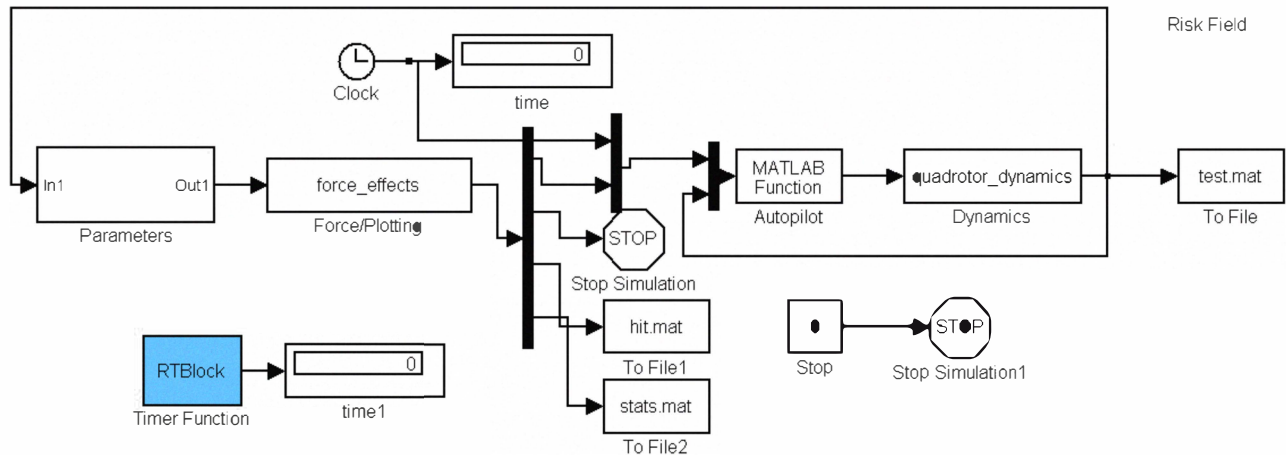 Risk Field
0
Clock
time
In1
Out1
Parameters
force_effects
Force/Plotting
MATLAB
Function
Autopilot
quadrotor_dynamics
Dynamics
test.mat
To File
STOP
Stop Simulation
hit.mat
To File1
stats.mat
To File2
Stop
STOP
Stop Simulation1
RTBlock
Timer Function
0
time1